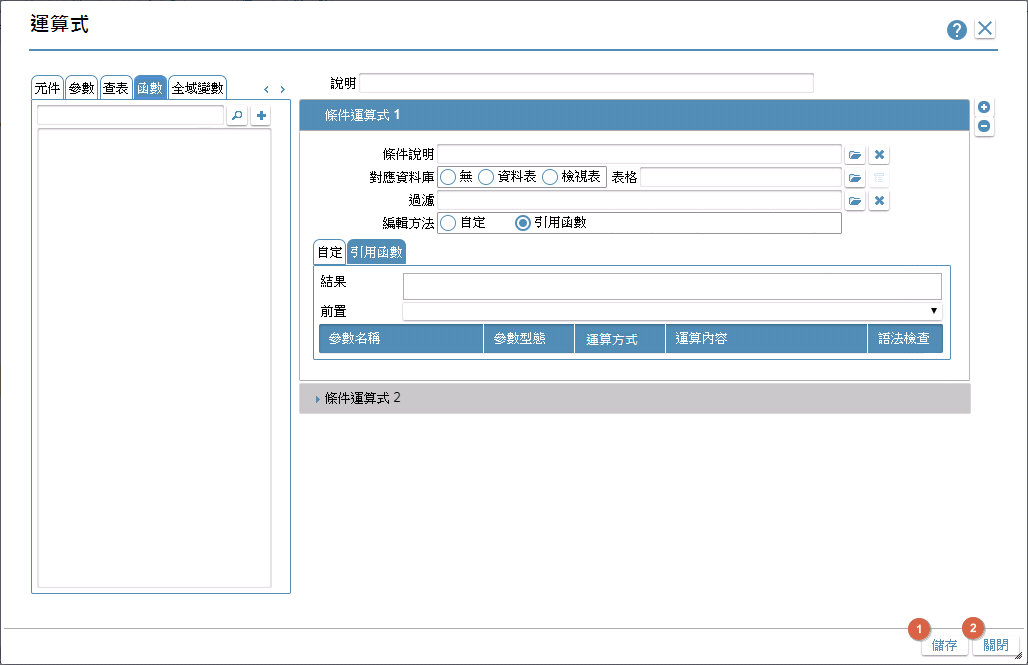 運算式
?
元件 參數 查表 函數 全域變數
說明
條件運算式 1
條件說明
對應資料庫 無 資料表 檢視表 表格
過濾
編輯方法 自定 引用函數
自定 引用函數
結果
前置
參數名稱 參數型態 運算方式 運算內容 語法檢查
條件運算式 2
1 儲存 2 關閉